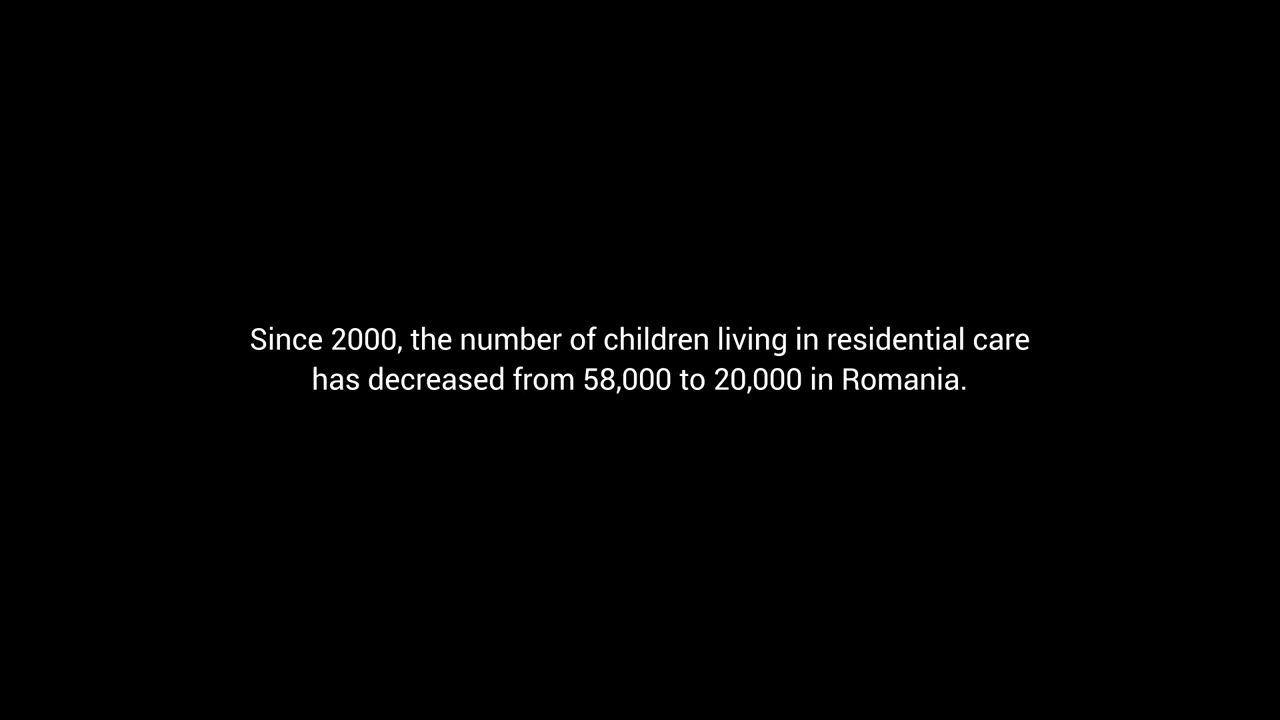 Since 2000, the number of children living in residential care
has decreased from 58,000 to 20,000 in Romania.